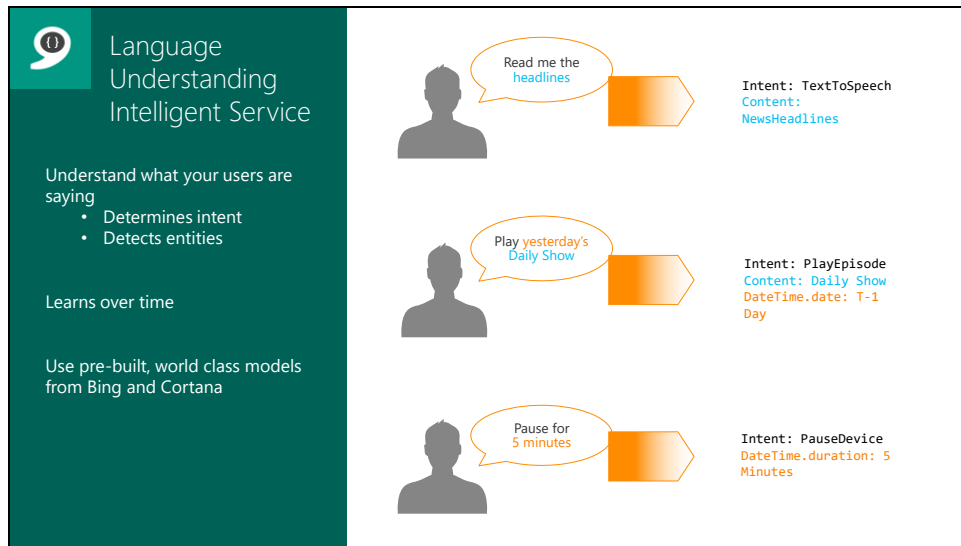 {}
Language
Understanding
Intelligent Service
Understand what your users are
saying
• Determines intent
• Detects entities
Learns over time
Use pre-built, world class models
from Bing and Cortana
Read me the
headlines
Intent: TextToSpeech
Content:
NewsHeadlines
Play yesterday's
Daily Show
Intent: PlayEpisode
Content: Daily Show
DateTime.date: T-1
Day
Pause for
5 minutes
Intent: PauseDevice
DateTime.duration: 5
Minutes